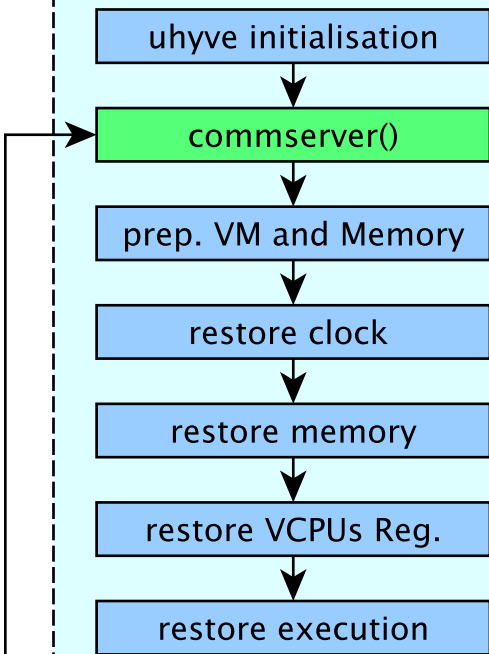 uhyve initialisation
commserver()
prep. VM and Memory
restore clock
restore memory
restore VCPUs Reg.
restore execution